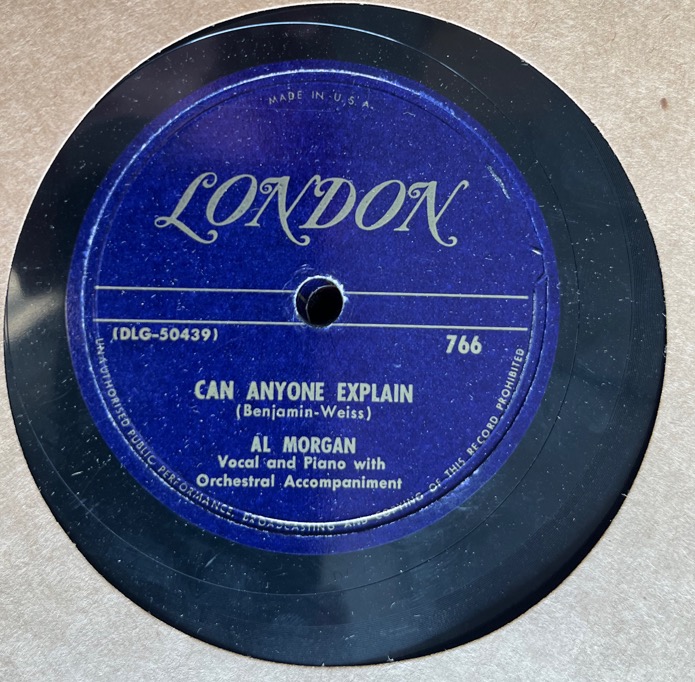 MADE IN U.S.A.
LONDON
(DLG-50439)
766
CAN ANYONE EXPLAIN
(Benjamin-Weiss)
AL MORGAN
Vocal and Piano with
Orchestral Accompaniment
UNAUTHORISED PUBLIC PERFORMANCE, BROADCASTING AND COPYING OF THIS RECORD PROHIBITED